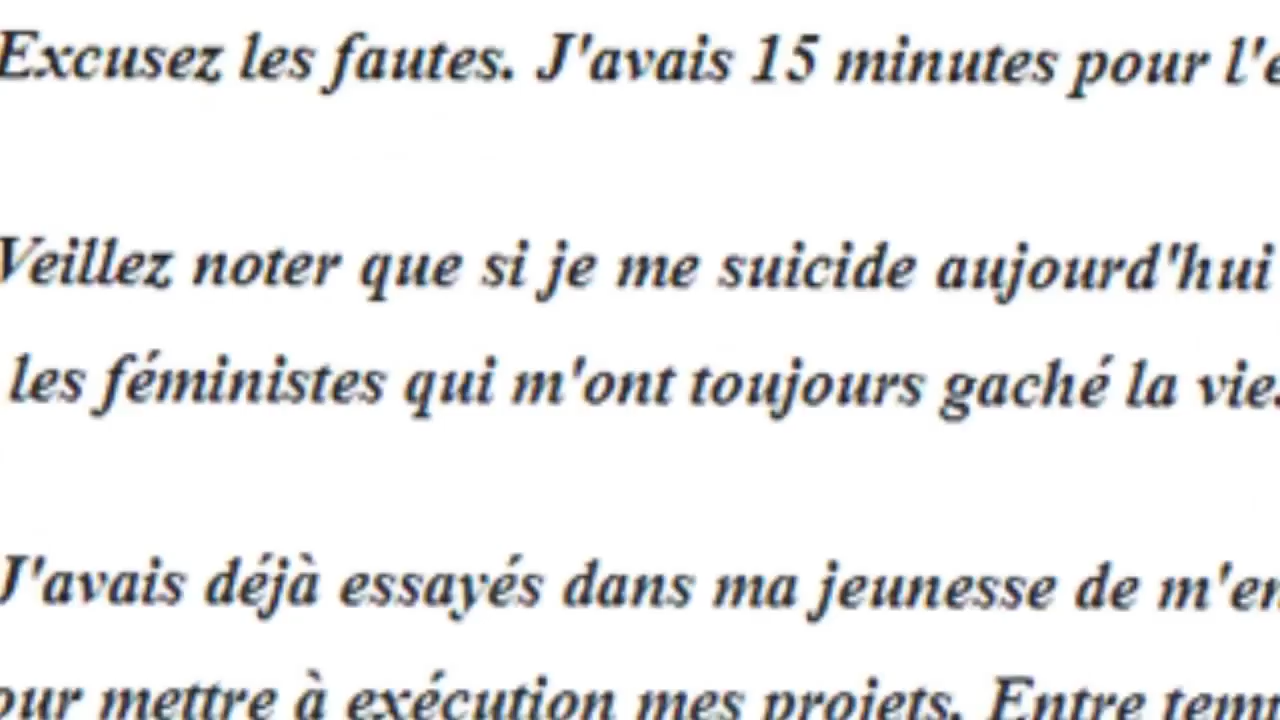 Excusez les fautes. J'avais 15 minutes pour
Veillez noter que si je me suicide aujourd'hui
les féministes qui m'ont toujours gaché la vie.
J'avais déjà essayés dans ma jeunesse de
mettre à exécution mes projets. Entre